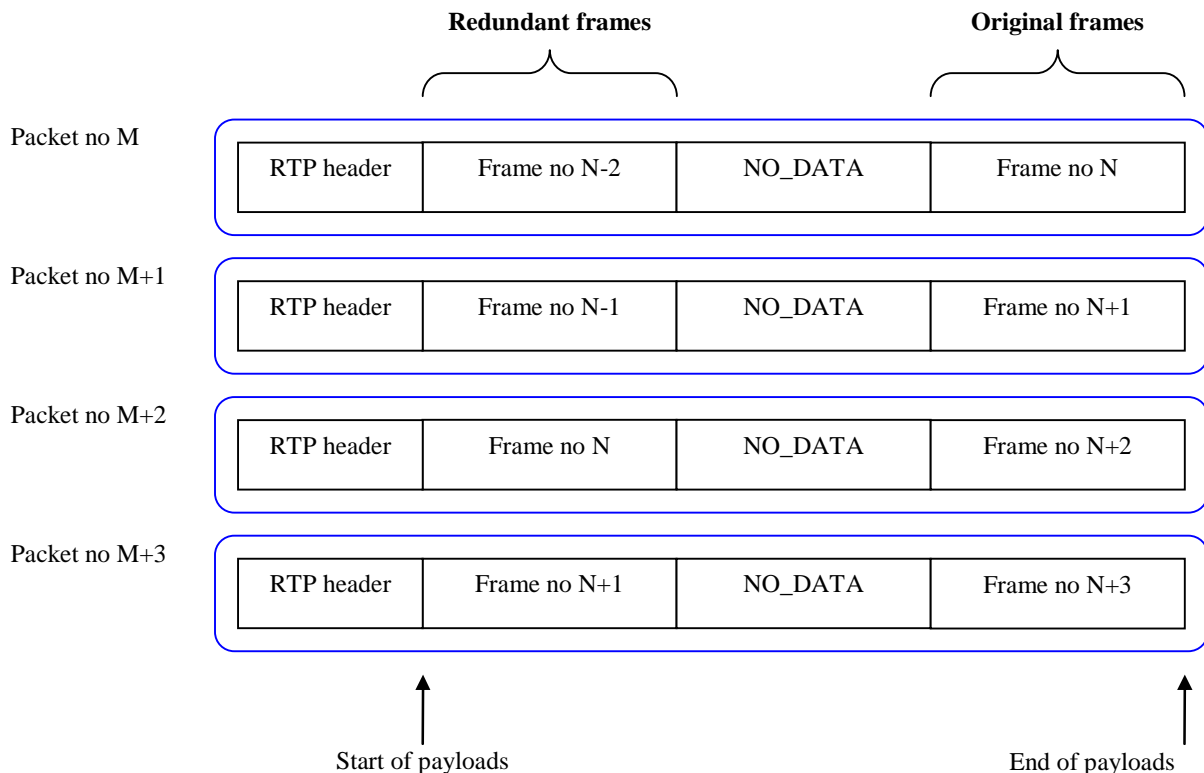 Redundant frames Original frames
Packet no M
RTP header Frame no N-2 NO_DATA Frame no N
Packet no M+1
RTP header Frame no N-1 NO_DATA Frame no N+1
Packet no M+2
RTP header Frame no N NO_DATA Frame no N+2
Packet no M+3
RTP header Frame no N+1 NO_DATA Frame no N+3
Start of payloads End of payloads